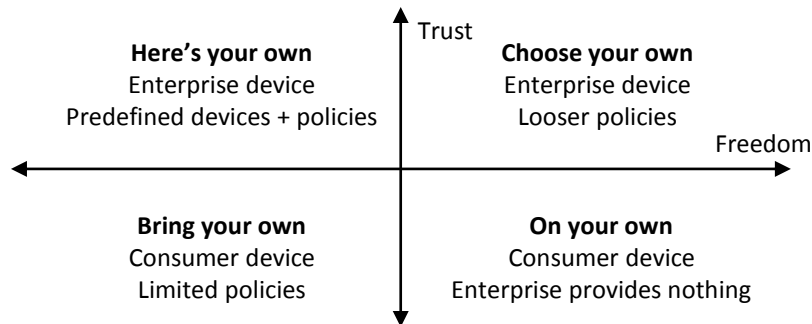 Trust
Here’s your own
Enterprise device
Predefined devices + policies
Choose your own
Enterprise device
Looser policies
Freedom
Bring your own
Consumer device
Limited policies
On your own
Consumer device
Enterprise provides nothing